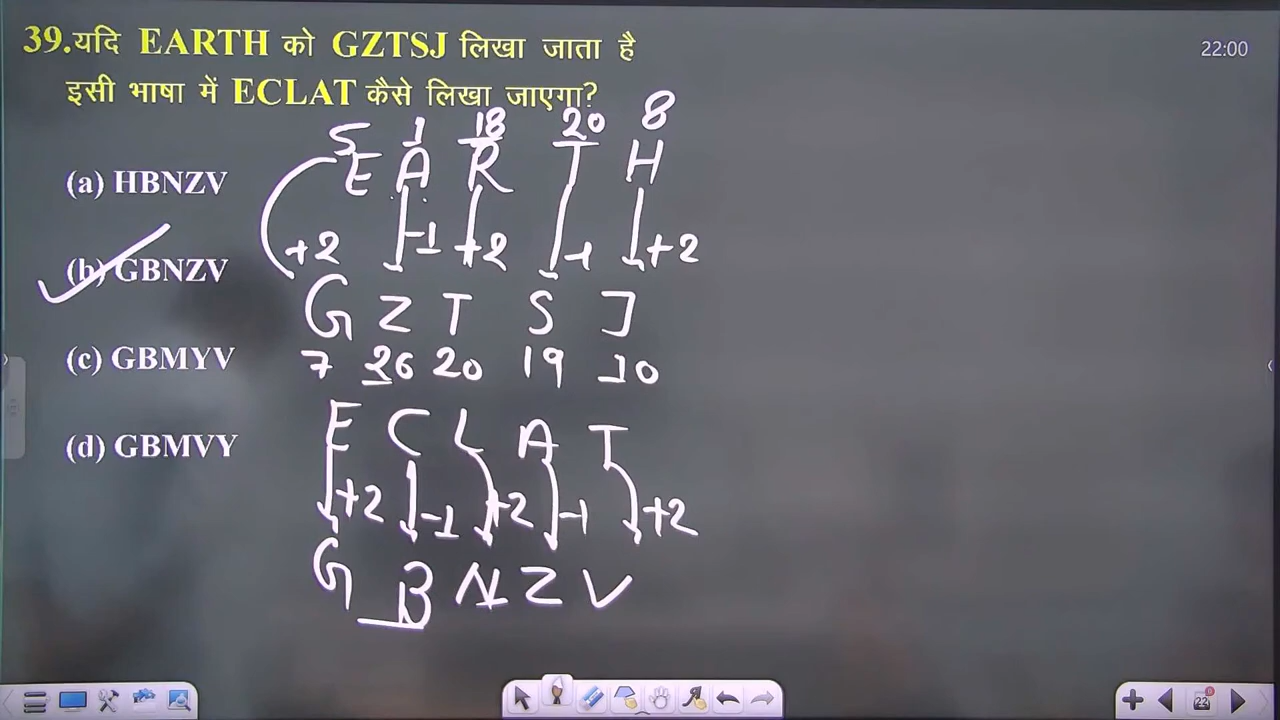 39.यदि EARTH को GZTSJ लिखा जाता है
इसी भाषा में ECLAT कैसे लिखा जाएगा?
22:00
(a) HBNZV
(b) GBNZV
(c) GBMYV
(d) GBMVY
5 1 18 20 8
E A R T H
+2 -1 +2 -1 +2
G Z T S J
7 26 20 19 10
E C L A T
+2 -1 +2 -1 +2
G B N Z V
23